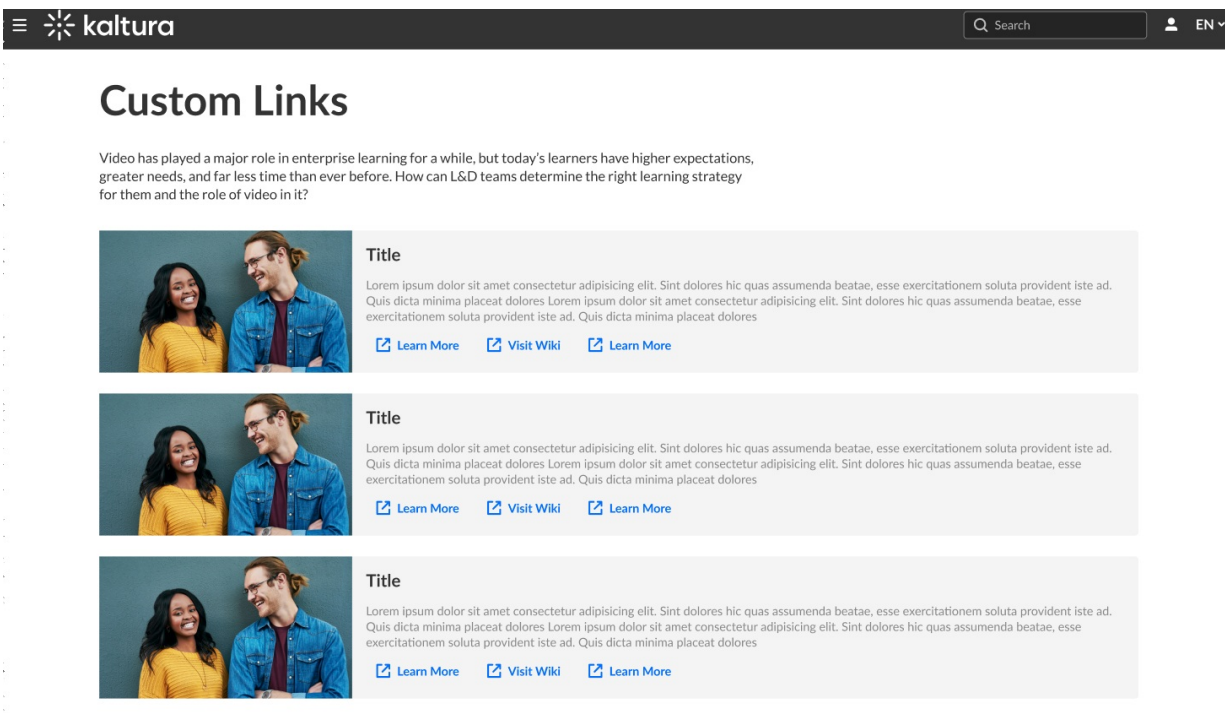 kaltura
Search
EN
Custom Links
Video has played a major role in enterprise learning for a while, but today’s learners have higher expectations,
greater needs, and far less time than ever before. How can L&D teams determine the right learning strategy
for them and the role of video in it?
Title
Lorem ipsum dolor sit amet consectetur adipisicing elit. Sint dolores hic quas assumenda beatae, esse exercitationem soluta provident iste ad.
Quis dicta minima placeat dolores Lorem ipsum dolor sit amet consectetur adipisicing elit. Sint dolores hic quas assumenda beatae, esse
exercitationem soluta provident iste ad. Quis dicta minima placeat dolores
Learn More Visit Wiki Learn More
Title
Lorem ipsum dolor sit amet consectetur adipisicing elit. Sint dolores hic quas assumenda beatae, esse exercitationem soluta provident iste ad.
Quis dicta minima placeat dolores Lorem ipsum dolor sit amet consectetur adipisicing elit. Sint dolores hic quas assumenda beatae, esse
exercitationem soluta provident iste ad. Quis dicta minima placeat dolores
Learn More Visit Wiki Learn More
Title
Lorem ipsum dolor sit amet consectetur adipisicing elit. Sint dolores hic quas assumenda beatae, esse exercitationem soluta provident iste ad.
Quis dicta minima placeat dolores Lorem ipsum dolor sit amet consectetur adipisicing elit. Sint dolores hic quas assumenda beatae, esse
exercitationem soluta provident iste ad. Quis dicta minima placeat dolores
Learn More Visit Wiki Learn More